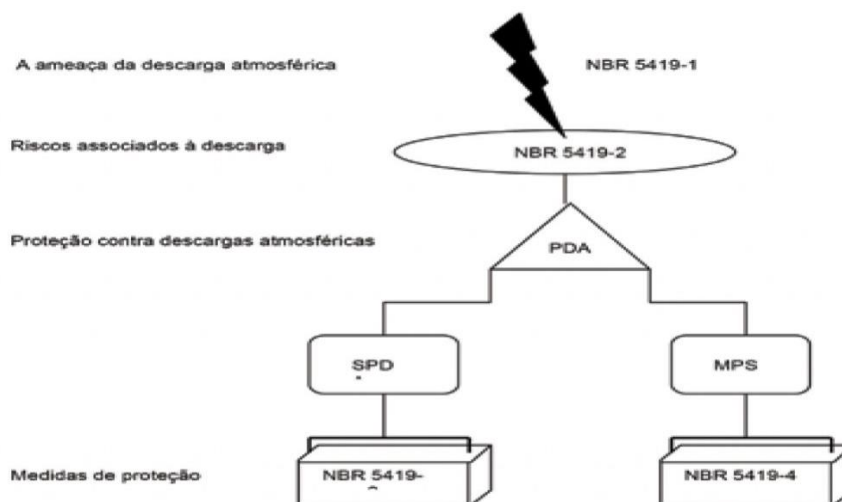 A ameaça da descarga atmosférica
NBR 5419-1
Riscos associados à descarga
NBR 5419-2
Proteção contra descargas atmosféricas
PDA
SPD
MPS
Medidas de proteção
NBR 5419-
NBR 5419-4